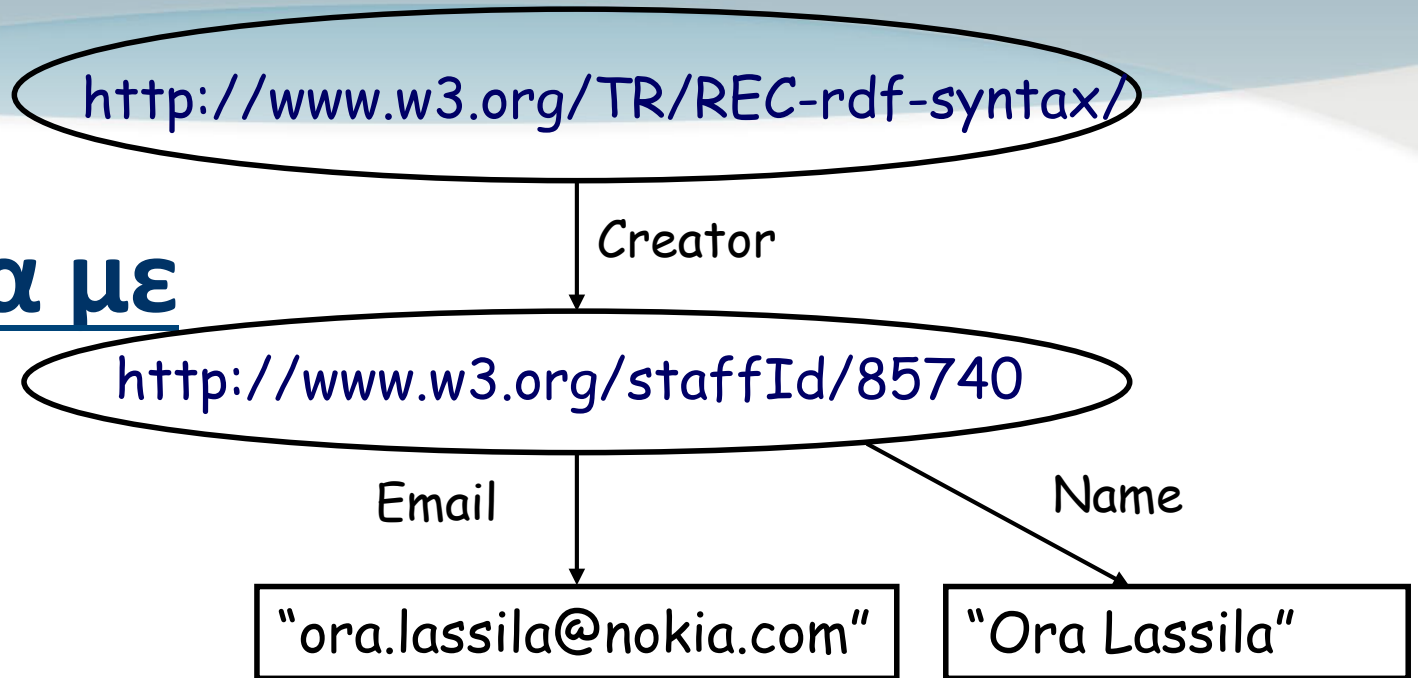 http://www.w3.org/TR/REC-rdf-syntax/
Creator
α με
http://www.w3.org/staffId/85740
Email
Name
“ora.lassila@nokia.com”
“Ora Lassila”